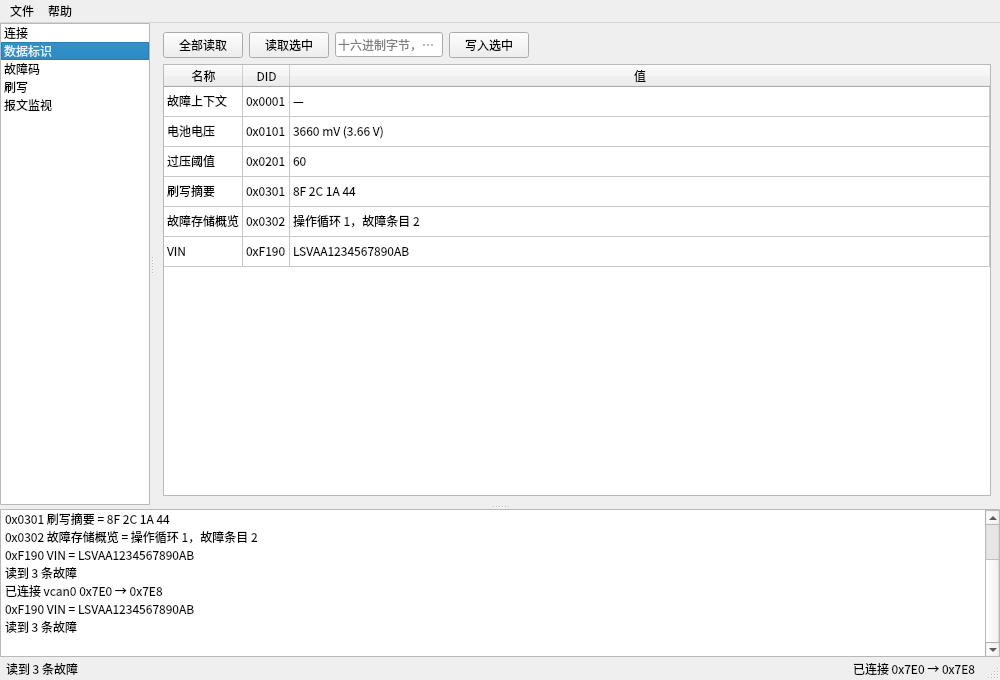 文件 帮助
连接
数据标识
故障码
刷写
报文监视
全部读取 读取选中 十六进制字节，… 写入选中
名称 DID 值
故障上下文 0x0001 —
电池电压 0x0101 3660 mV (3.66 V)
过压阈值 0x0201 60
刷写摘要 0x0301 8F 2C 1A 44
故障存储概览 0x0302 操作循环 1，故障条目 2
VIN 0xF190 LSVAA1234567890AB
0x0301 刷写摘要 = 8F 2C 1A 44
0x0302 故障存储概览 = 操作循环 1，故障条目 2
0xF190 VIN = LSVAA1234567890AB
读到 3 条故障
已连接 vcan0 0x7E0 → 0x7E8
0xF190 VIN = LSVAA1234567890AB
读到 3 条故障
读到 3 条故障 已连接 0x7E0 → 0x7E8